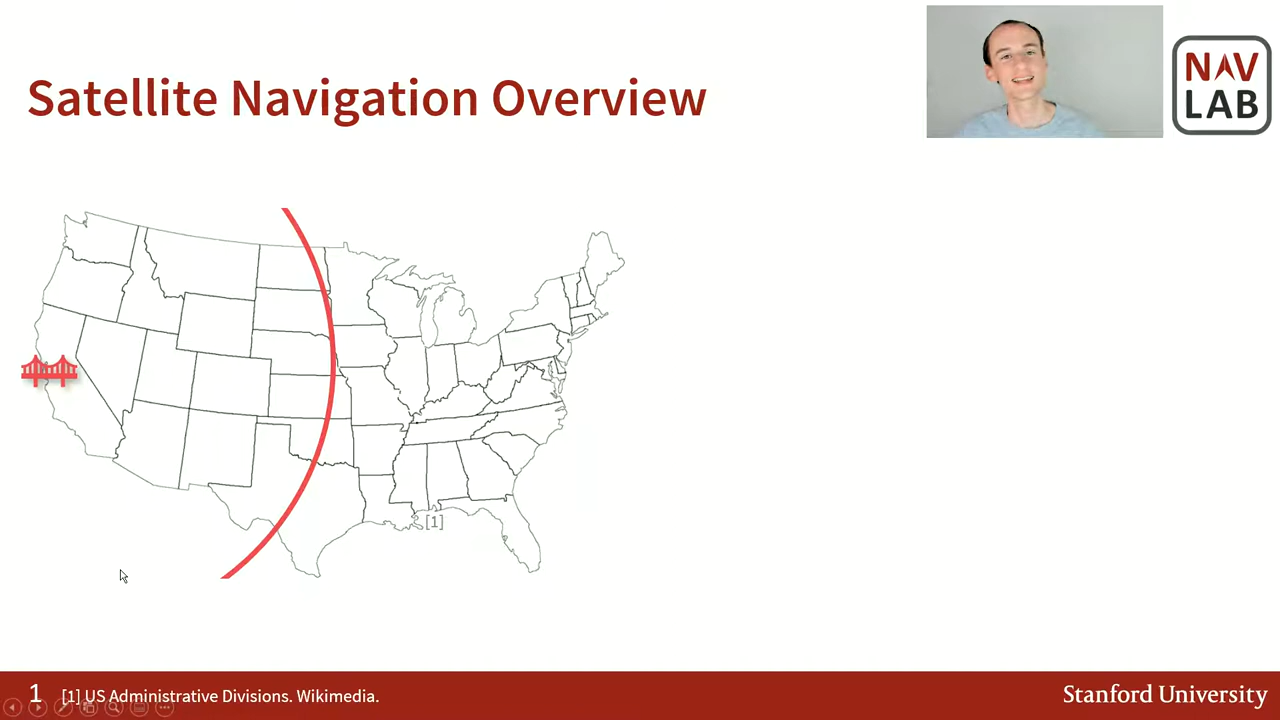 Satellite Navigation Overview
NAV
LAB
[1]
1 [1] US Administrative Divisions. Wikimedia.
Stanford University